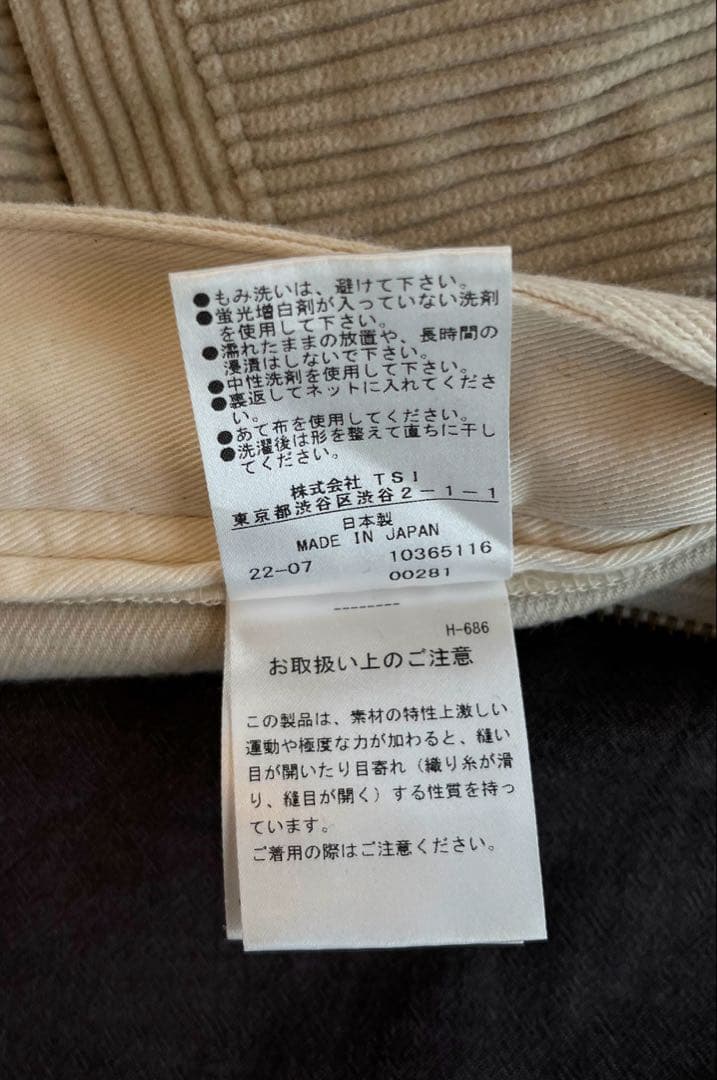 ●もみ洗いは、避けて下さい。
●蛍光増白剤が入っていない洗剤
を使用して下さい。
●濡れたままの放置や、長時間の
浸漬はしないで下さい。
●中性洗剤を使用して下さい。
●裏返してネットに入れてくださ
い。
●あて布を使用してください。
●洗濯後は形を整えて直ちに干し
てください。
株式会社 TSI
東京都渋谷区渋谷2-1-1
日本製
MADE IN JAPAN
22-07 10365116
00281
--------
H-686
お取扱い上のご注意
この製品は、素材の特性上激しい
運動や極度な力が加わると、縫い
目が開いたり目寄れ（織り糸が滑
り、縫目が開く）する性質を持っ
ています。
ご着用の際はご注意ください。